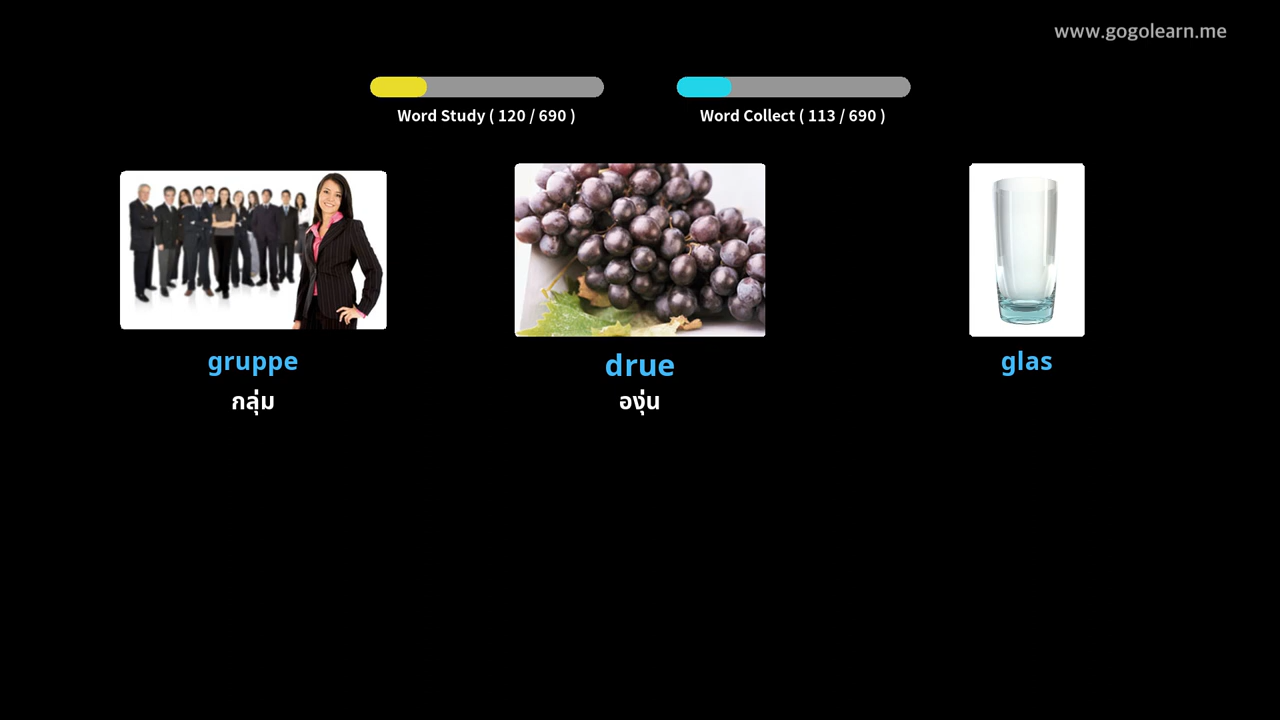 www.gogolearn.me
Word Study ( 120 / 690 )
Word Collect ( 113 / 690 )
gruppe
drue
glas
กลุ่ม
องุ่น